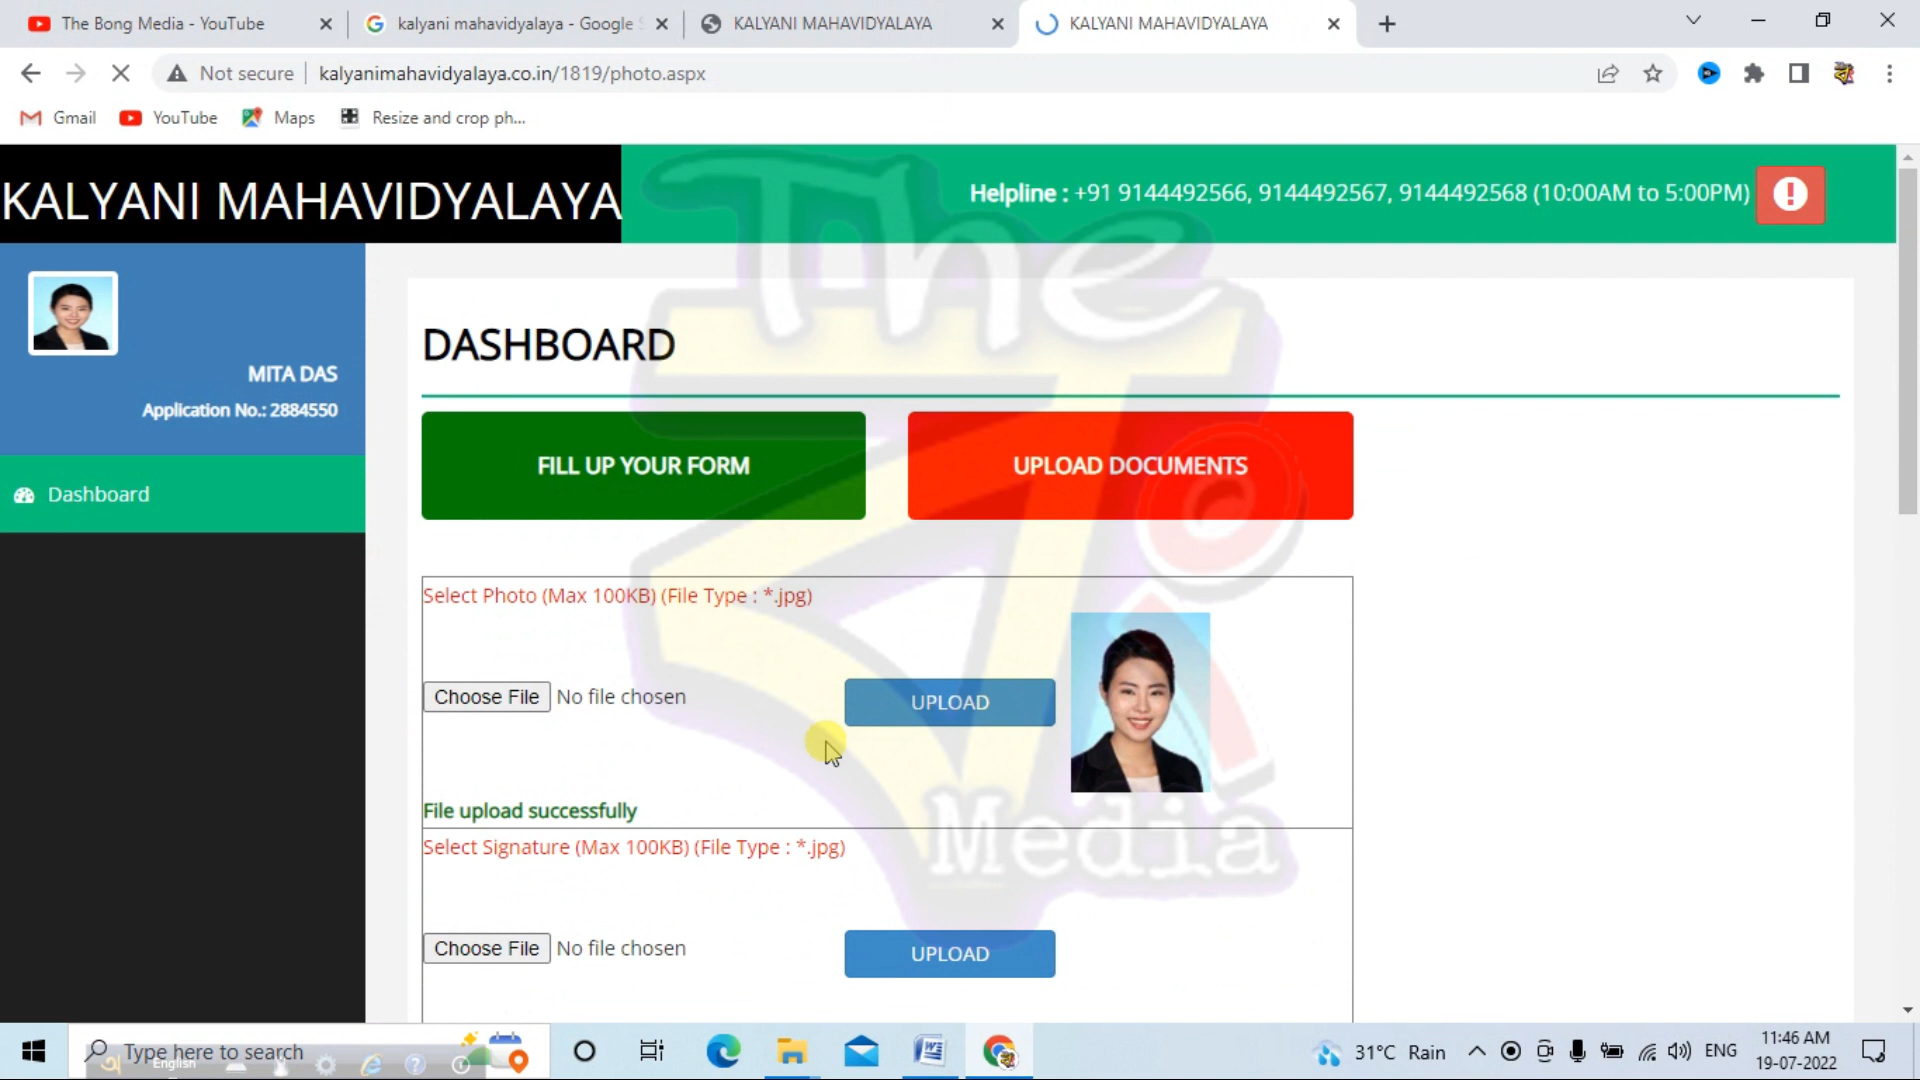 The Bong Media - YouTube
kalyani mahavidyalaya - Google S
KALYANI MAHAVIDYALAYA
KALYANI MAHAVIDYALAYA
Not secure
kalyanimahavidyalaya.co.in/1819/photo.aspx
Gmail
YouTube
Maps
Resize and crop ph...
KALYANI MAHAVIDYALAYA
Helpline : +91 9144492566, 9144492567, 9144492568 (10:00AM to 5:00PM)
MITA DAS
Application No.: 2884550
Dashboard
DASHBOARD
FILL UP YOUR FORM
UPLOAD DOCUMENTS
Select Photo (Max 100KB) (File Type : *.jpg)
Choose File No file chosen
UPLOAD
File upload successfully
Select Signature (Max 100KB) (File Type : *.jpg)
Choose File No file chosen
UPLOAD
The
Media
Type here to search
English
31°C Rain
ENG
11:46 AM
19-07-2022